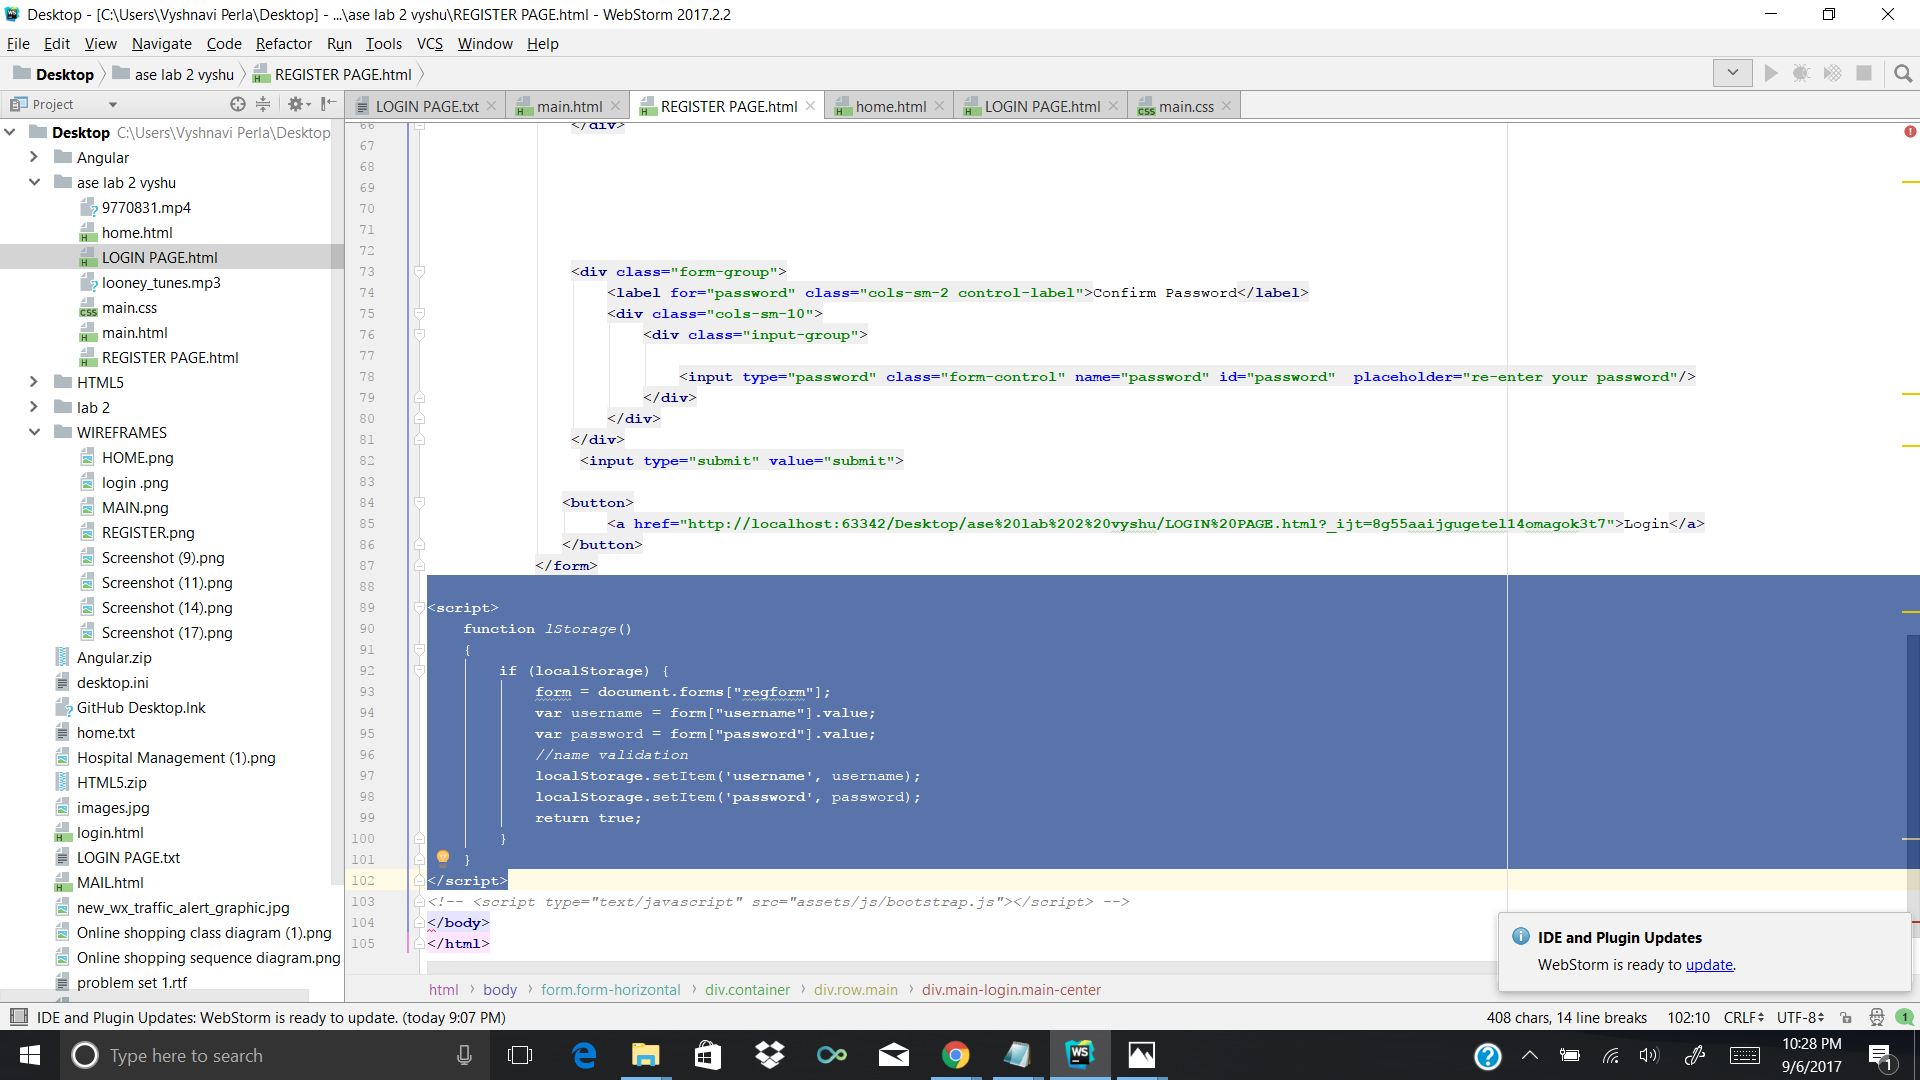 Desktop - [C:\Users\Vyshnavi Perla\Desktop] - ...\ase lab 2 vyshu\REGISTER PAGE.html - WebStorm 2017.2.2
File Edit View Navigate Code Refactor Run Tools VCS Window Help
Desktop ase lab 2 vyshu REGISTER PAGE.html
Project
LOGIN PAGE.txt main.html REGISTER PAGE.html home.html LOGIN PAGE.html main.css
Desktop C:\Users\Vyshnavi Perla\Desktop
Angular
ase lab 2 vyshu
9770831.mp4
home.html
LOGIN PAGE.html
looney_tunes.mp3
main.css
main.html
REGISTER PAGE.html
HTML5
lab 2
WIREFRAMES
HOME.png
login .png
MAIN.png
REGISTER.png
Screenshot (9).png
Screenshot (11).png
Screenshot (14).png
Screenshot (17).png
Angular.zip
desktop.ini
GitHub Desktop.lnk
home.txt
Hospital Management (1).png
HTML5.zip
images.jpg
login.html
LOGIN PAGE.txt
MAIL.html
new_wx_traffic_alert_graphic.jpg
Online shopping class diagram (1).png
Online shopping sequence diagram.png
problem set 1.rtf
66 </div>
67
68
69
70
71
72
73 <div class="form-group">
74 <label for="password" class="cols-sm-2 control-label">Confirm Password</label>
75 <div class="cols-sm-10">
76 <div class="input-group">
77
78 <input type="password" class="form-control" name="password" id="password"  placeholder="re-enter your password"/>
79 </div>
80 </div>
81 </div>
82 <input type="submit" value="submit">
83
84 <button>
85 <a href="http://localhost:63342/Desktop/ase%20lab%202%20vyshu/LOGIN%20PAGE.html?_ijt=8g55aaijgugetel14omagok3t7">Login</a>
86 </button>
87 </form>
88
89 <script>
90 function lStorage()
91 {
92 if (localStorage) {
93 form = document.forms["regform"];
94 var username = form["username"].value;
95 var password = form["password"].value;
96 //name validation
97 localStorage.setItem('username', username);
98 localStorage.setItem('password', password);
99 return true;
100 }
101 }
102 </script>
103 <!-- <script type="text/javascript" src="assets/js/bootstrap.js"></script> -->
104 </body>
105 </html>
IDE and Plugin Updates
WebStorm is ready to update.
html body form.form-horizontal div.container div.row.main div.main-login.main-center
IDE and Plugin Updates: WebStorm is ready to update. (today 9:07 PM)
408 chars, 14 line breaks 102:10 CRLF UTF-8 1
Type here to search
WS
10:28 PM
9/6/2017
1